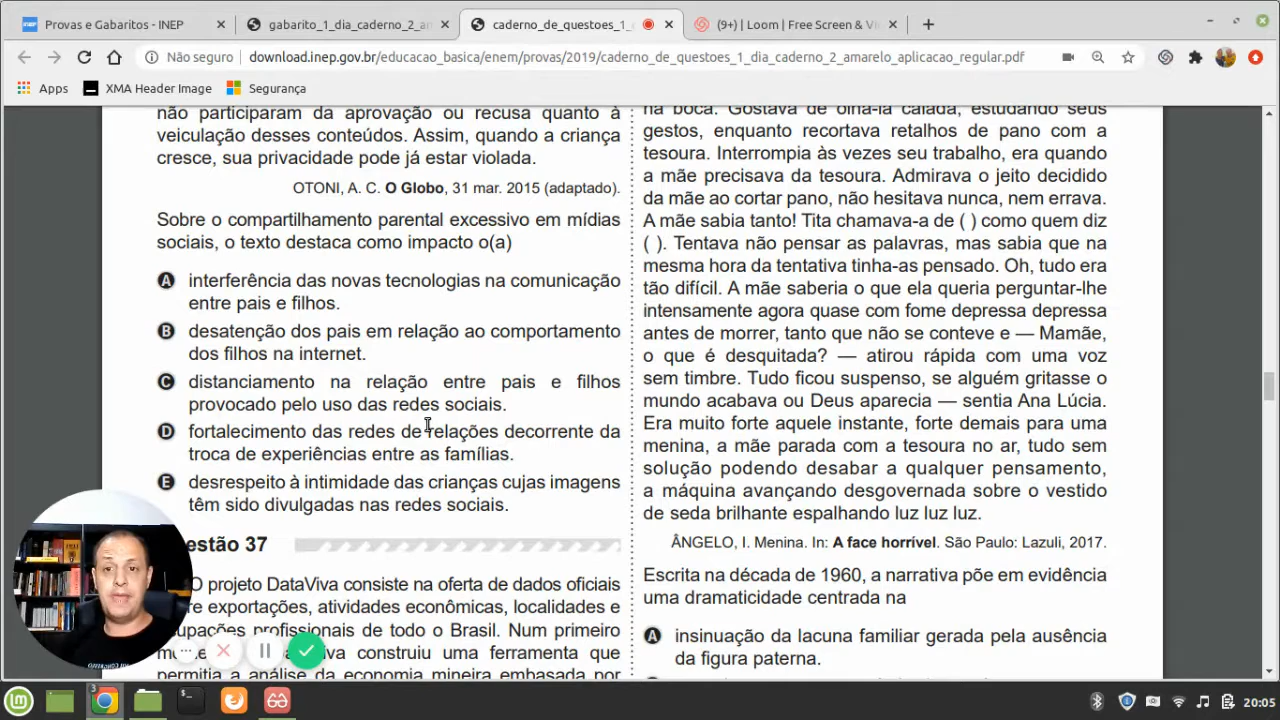 Provas e Gabaritos - INEP
gabarito_1_dia_caderno_2_am
caderno_de_questoes_1_
(9+) Loom | Free Screen & Vi
Não seguro
download.inep.gov.br/educacao_basica/enem/provas/2019/caderno_de_questoes_1_dia_caderno_2_amarelo_aplicacao_regular.pdf
Apps
XMA Header Image
Segurança
não participaram da aprovação ou recusa quanto à
veiculação desses conteúdos. Assim, quando a criança
cresce, sua privacidade pode já estar violada.
OTONI, A. C. O Globo, 31 mar. 2015 (adaptado).
Sobre o compartilhamento parental excessivo em mídias
sociais, o texto destaca como impacto o(a)
A interferência das novas tecnologias na comunicação
entre pais e filhos.
B desatenção dos pais em relação ao comportamento
dos filhos na internet.
C distanciamento na relação entre pais e filhos
provocado pelo uso das redes sociais.
D fortalecimento das redes de relações decorrente da
troca de experiências entre as famílias.
E desrespeito à intimidade das crianças cujas imagens
têm sido divulgadas nas redes sociais.
estão 37
O projeto DataViva consiste na oferta de dados oficiais
re exportações, atividades econômicas, localidades e
upações profissionais de todo o Brasil. Num primeiro
iva construiu uma ferramenta que
permitia a análise da economia mineira embasada por
na boca. Gostava de olhá-la calada, estudando seus
gestos, enquanto recortava retalhos de pano com a
tesoura. Interrompia às vezes seu trabalho, era quando
a mãe precisava da tesoura. Admirava o jeito decidido
da mãe ao cortar pano, não hesitava nunca, nem errava.
A mãe sabia tanto! Tita chamava-a de ( ) como quem diz
( ). Tentava não pensar as palavras, mas sabia que na
mesma hora da tentativa tinha-as pensado. Oh, tudo era
tão difícil. A mãe saberia o que ela queria perguntar-lhe
intensamente agora quase com fome depressa depressa
antes de morrer, tanto que não se conteve e — Mamãe,
o que é desquitada? — atirou rápida com uma voz
sem timbre. Tudo ficou suspenso, se alguém gritasse o
mundo acabava ou Deus aparecia — sentia Ana Lúcia.
Era muito forte aquele instante, forte demais para uma
menina, a mãe parada com a tesoura no ar, tudo sem
solução podendo desabar a qualquer pensamento,
a máquina avançando desgovernada sobre o vestido
de seda brilhante espalhando luz luz luz.
ÂNGELO, I. Menina. In: A face horrível. São Paulo: Lazuli, 2017.
Escrita na década de 1960, a narrativa põe em evidência
uma dramaticidade centrada na
A insinuação da lacuna familiar gerada pela ausência
da figura paterna.
3
20:05